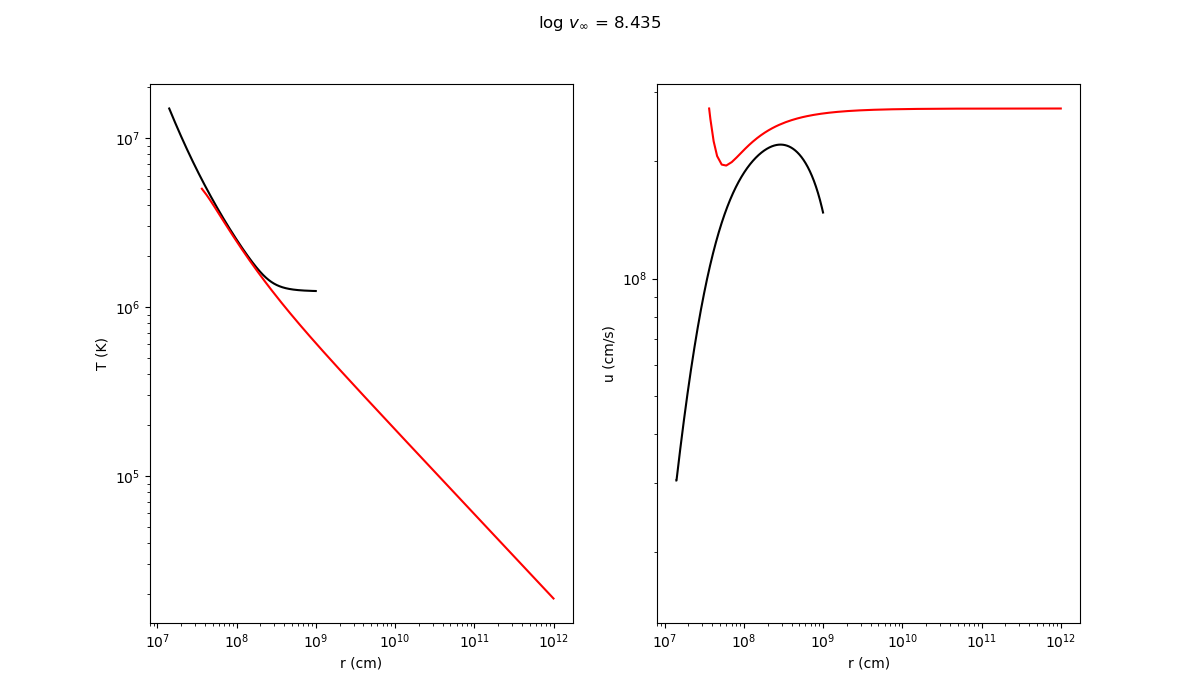 log v∞ = 8.435
10⁷
10⁶
10⁵
T (K)
10⁷ 10⁸ 10⁹ 10¹⁰ 10¹¹ 10¹²
r (cm)
10⁸
u (cm/s)
10⁷ 10⁸ 10⁹ 10¹⁰ 10¹¹ 10¹²
r (cm)